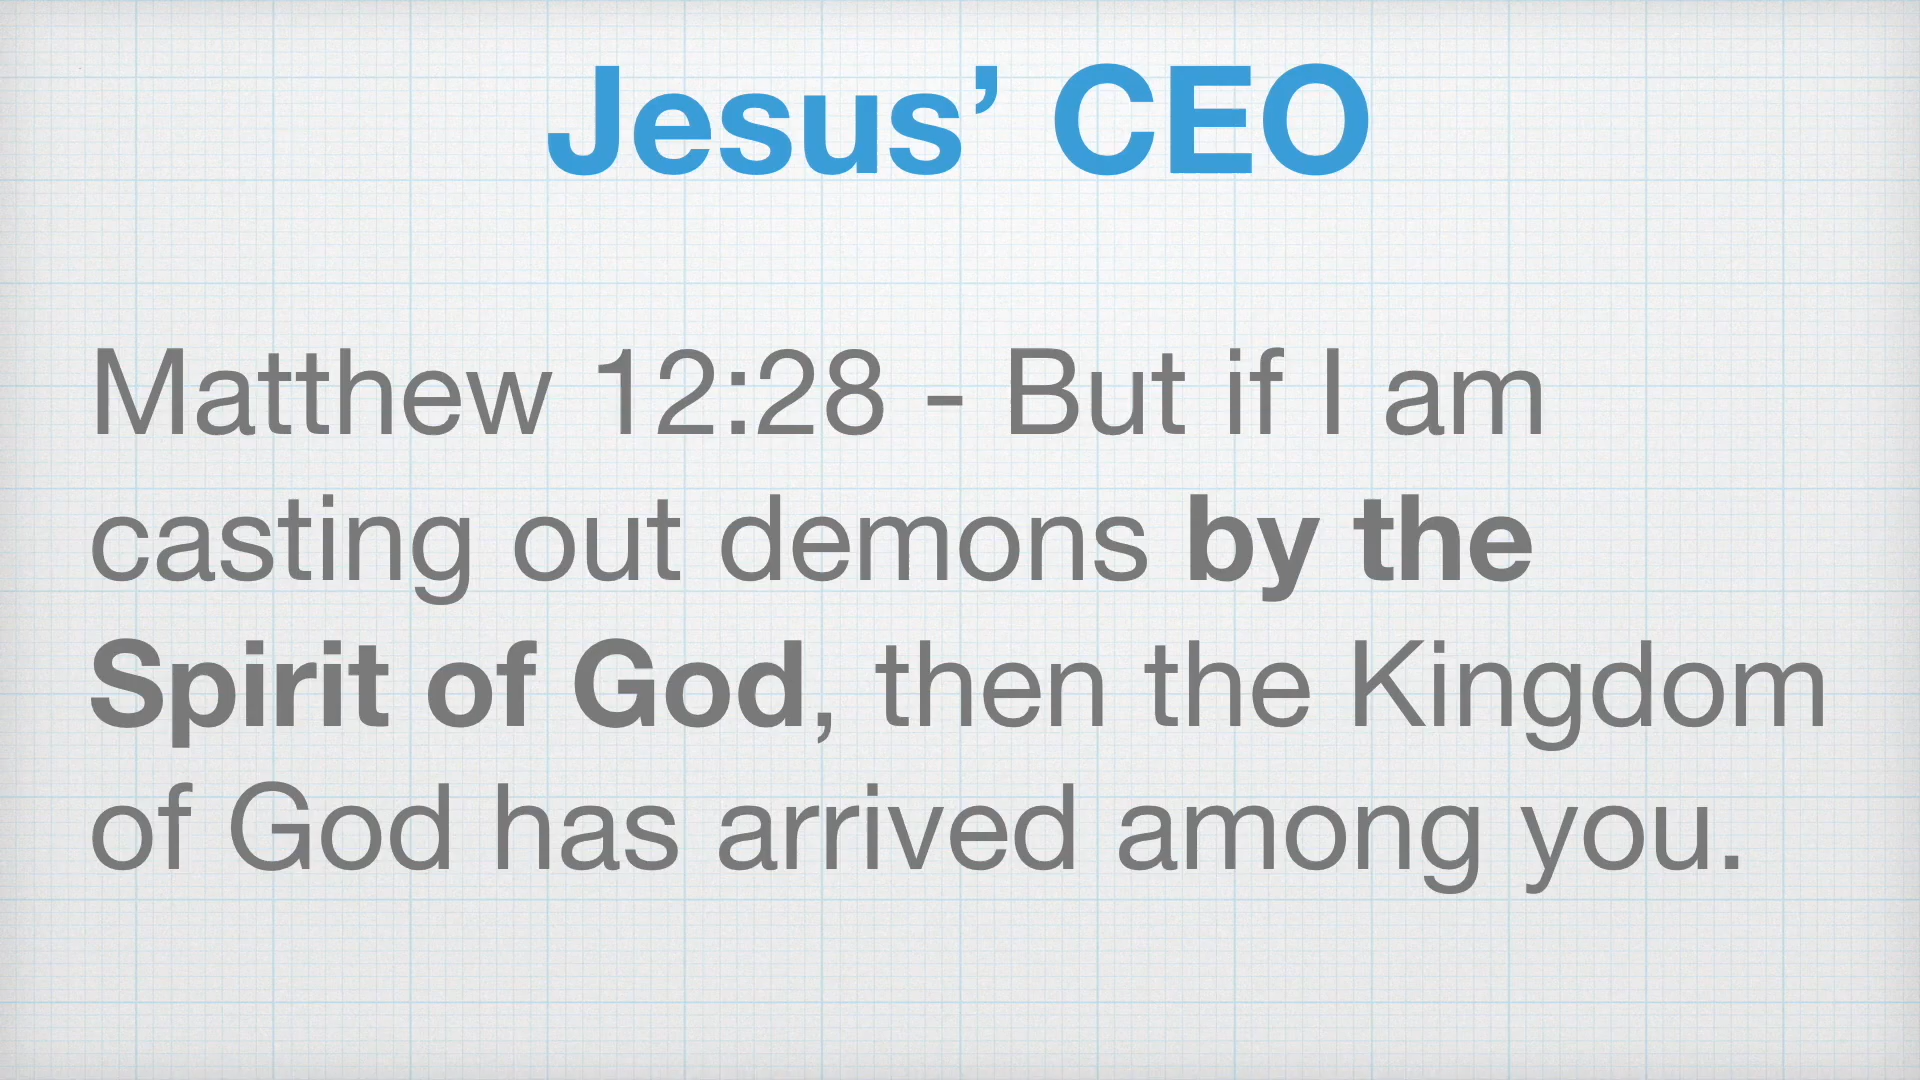 Jesus’ CEO
Matthew 12:28 - But if I am
casting out demons by the
Spirit of God, then the Kingdom
of God has arrived among you.